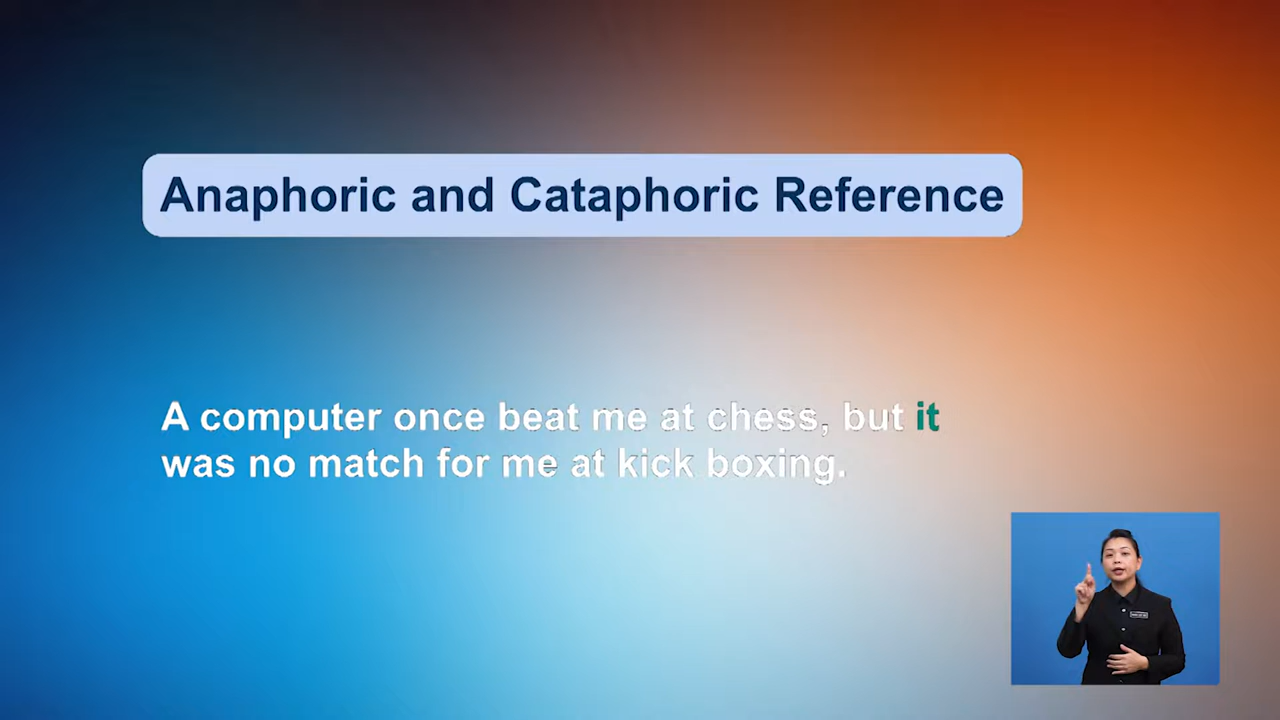 Anaphoric and Cataphoric Reference
A computer once beat me at chess, but it
was no match for me at kick boxing.